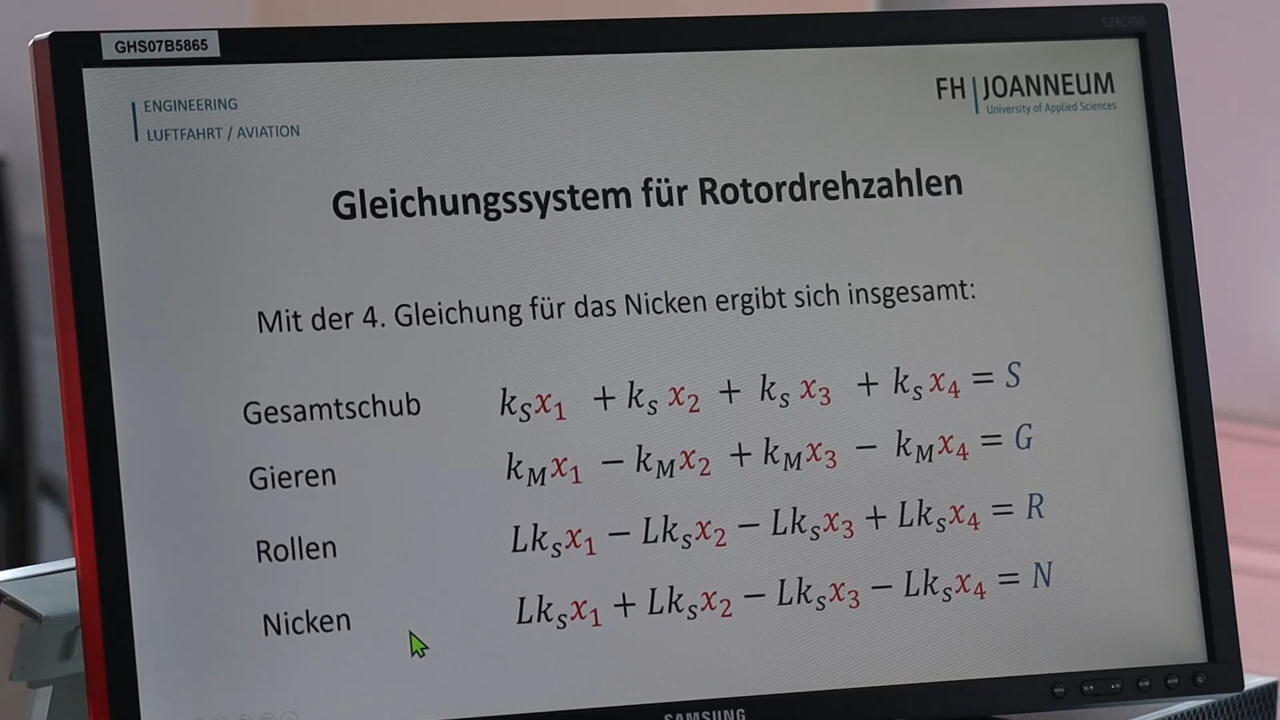 GHS07B5865
S24C450
ENGINEERING
LUFTFAHRT / AVIATION
FH | JOANNEUM
University of Applied Sciences
Gleichungssystem für Rotordrehzahlen
Mit der 4. Gleichung für das Nicken ergibt sich insgesamt:
Gesamtschub k_S x_1 + k_S x_2 + k_S x_3 + k_S x_4 = S
Gieren k_M x_1 − k_M x_2 + k_M x_3 − k_M x_4 = G
Rollen Lk_S x_1 − Lk_S x_2 − Lk_S x_3 + Lk_S x_4 = R
Nicken Lk_S x_1 + Lk_S x_2 − Lk_S x_3 − Lk_S x_4 = N
SAMSUNG